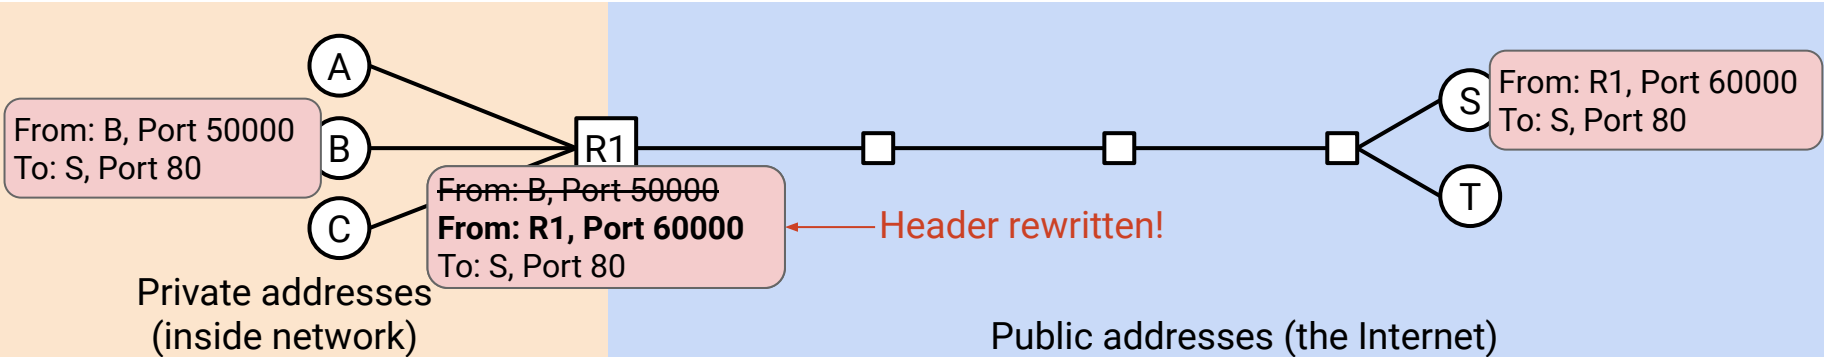 A
From: B, Port 50000
To: S, Port 80
B
C
R1
From: B, Port 50000
From: R1, Port 60000
To: S, Port 80
Header rewritten!
S
From: R1, Port 60000
To: S, Port 80
T
Private addresses
(inside network)
Public addresses (the Internet)